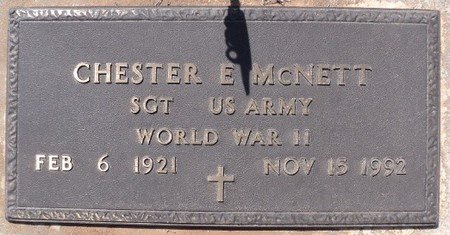 CHESTER E MCNETT
SGT US ARMY
WORLD WAR II
FEB 6 1921 NOV 15 1992